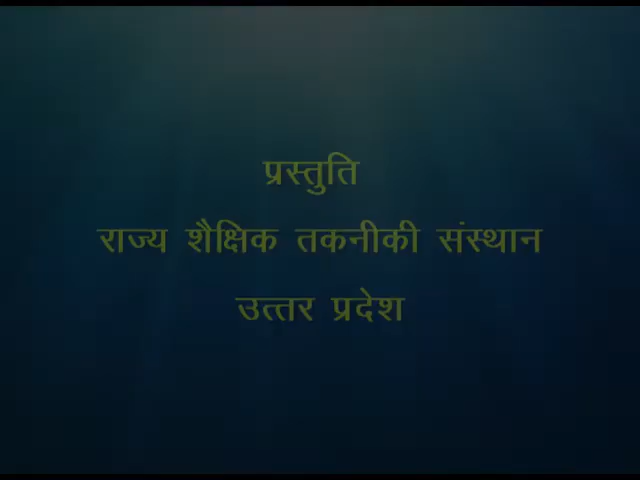 प्रस्तुति
राज्य शैक्षिक तकनीकी संस्थान
उत्तर प्रदेश